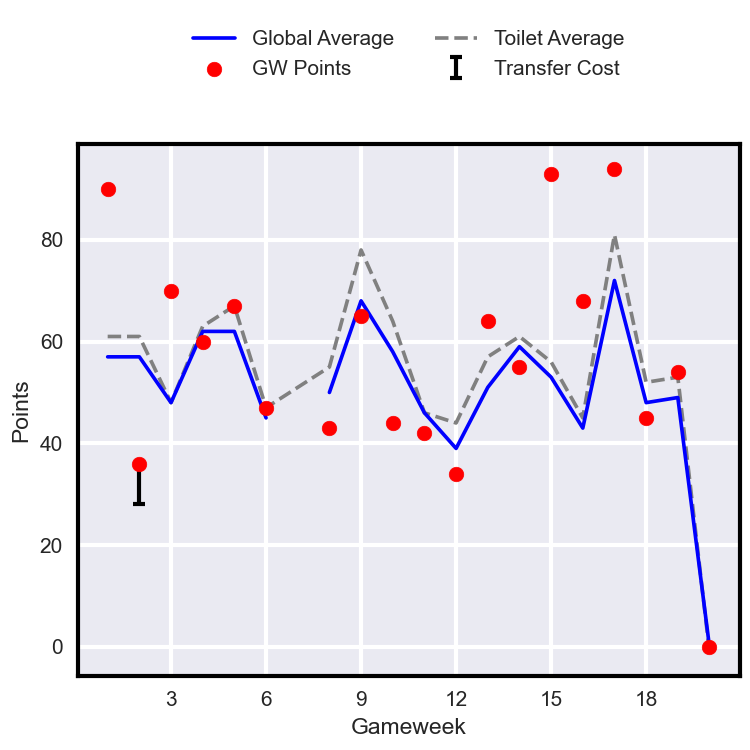 Global Average
Toilet Average
GW Points
Transfer Cost
80
60
40
20
0
Points
3 6 9 12 15 18
Gameweek